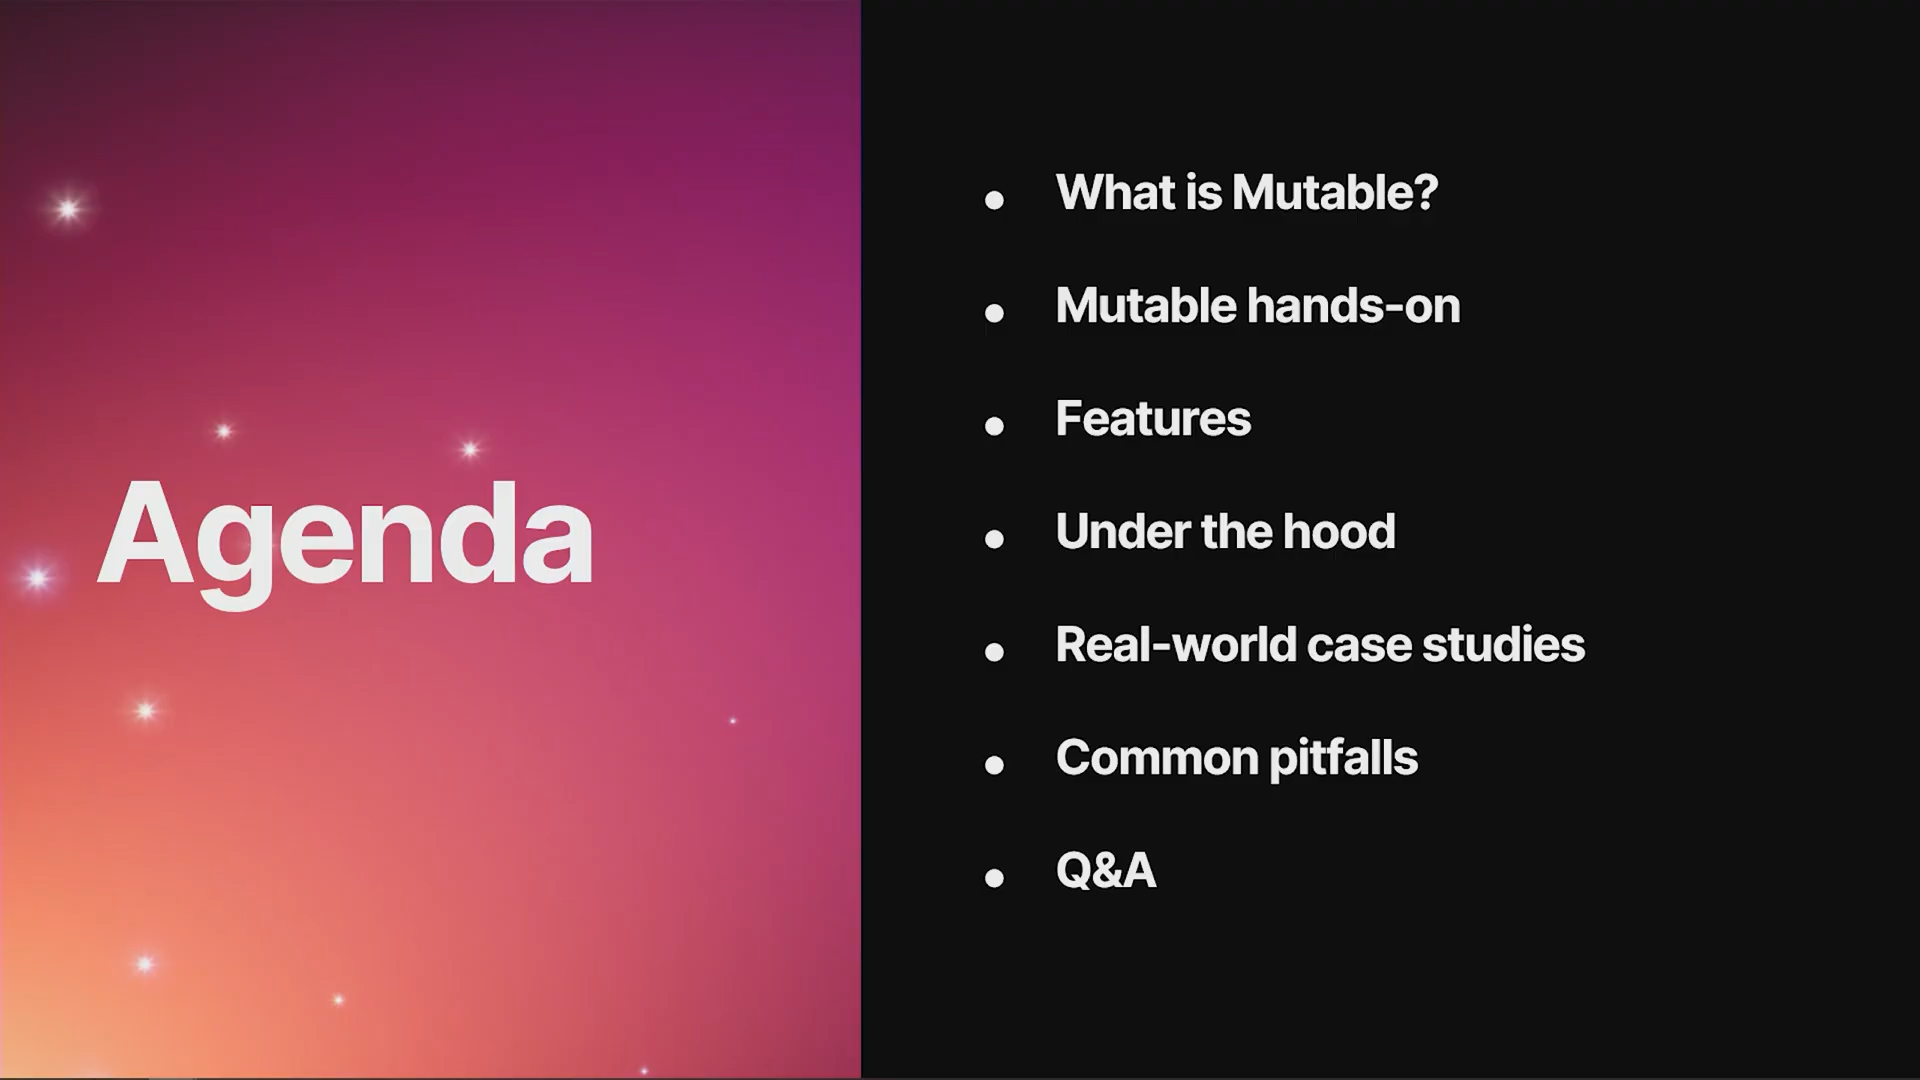 Agenda
What is Mutable?
Mutable hands-on
Features
Under the hood
Real-world case studies
Common pitfalls
Q&A